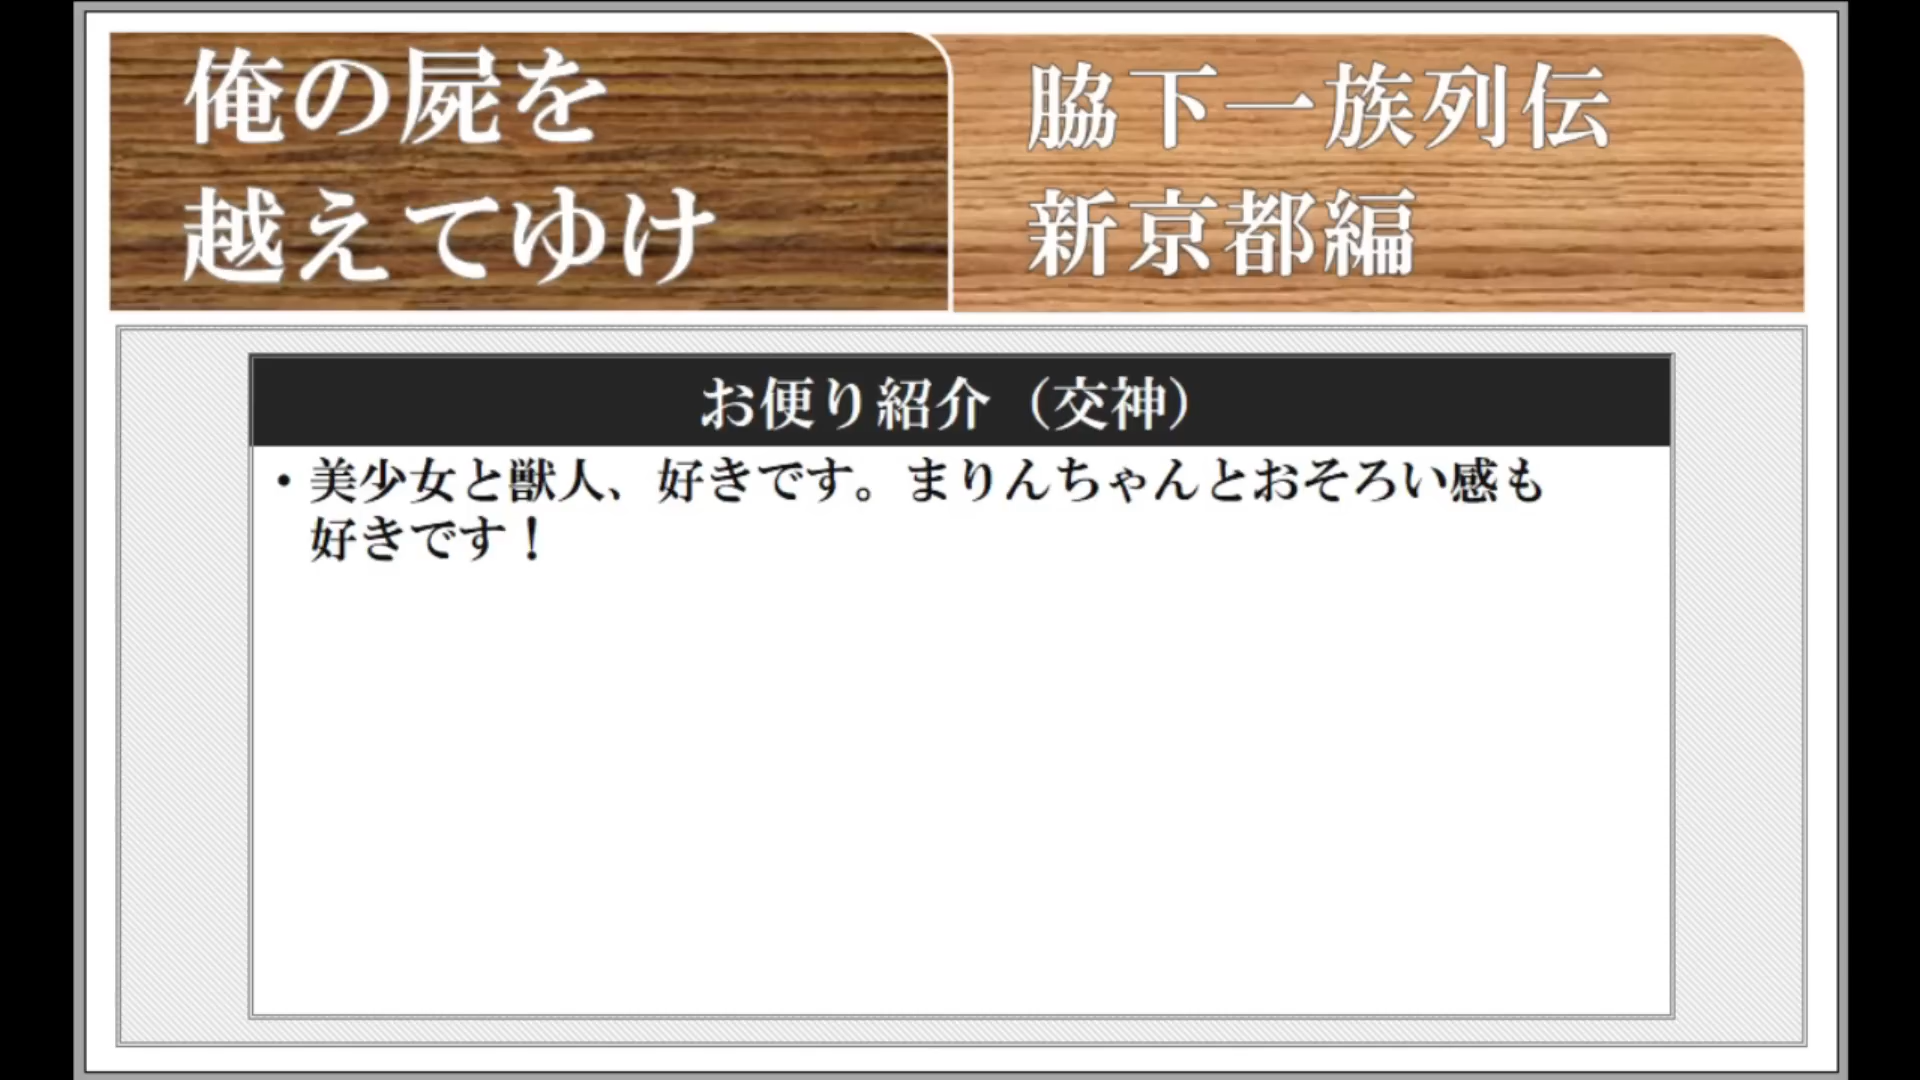 俺の屍を
越えてゆけ
脇下一族列伝
新京都編
お便り紹介（交神）
・美少女と獣人、好きです。まりんちゃんとおそろい感も
好きです！